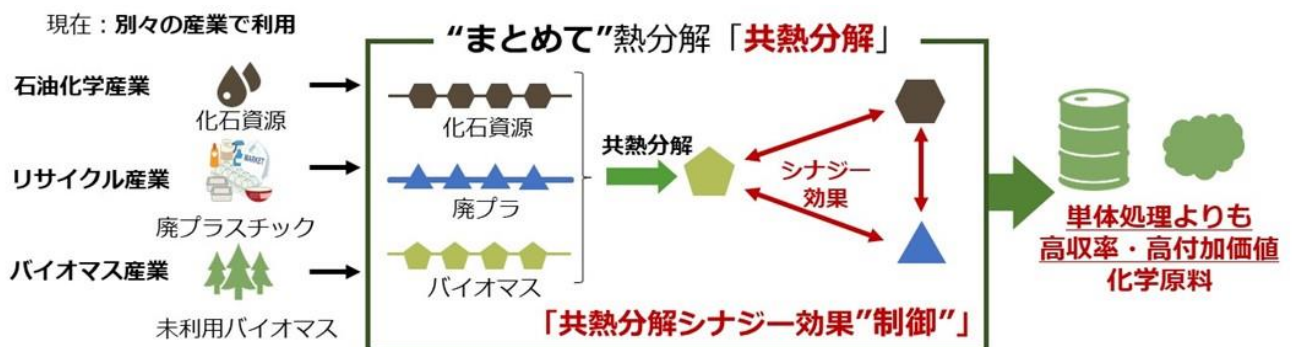 現在：別々の産業で利用
石油化学産業
化石資源
リサイクル産業
MARKET
廃プラスチック
バイオマス産業
未利用バイオマス
“まとめて”熱分解「共熱分解」
化石資源
廃プラ
バイオマス
共熱分解
シナジー
効果
「共熱分解シナジー効果”制御”」
単体処理よりも
高収率・高付加価値
化学原料